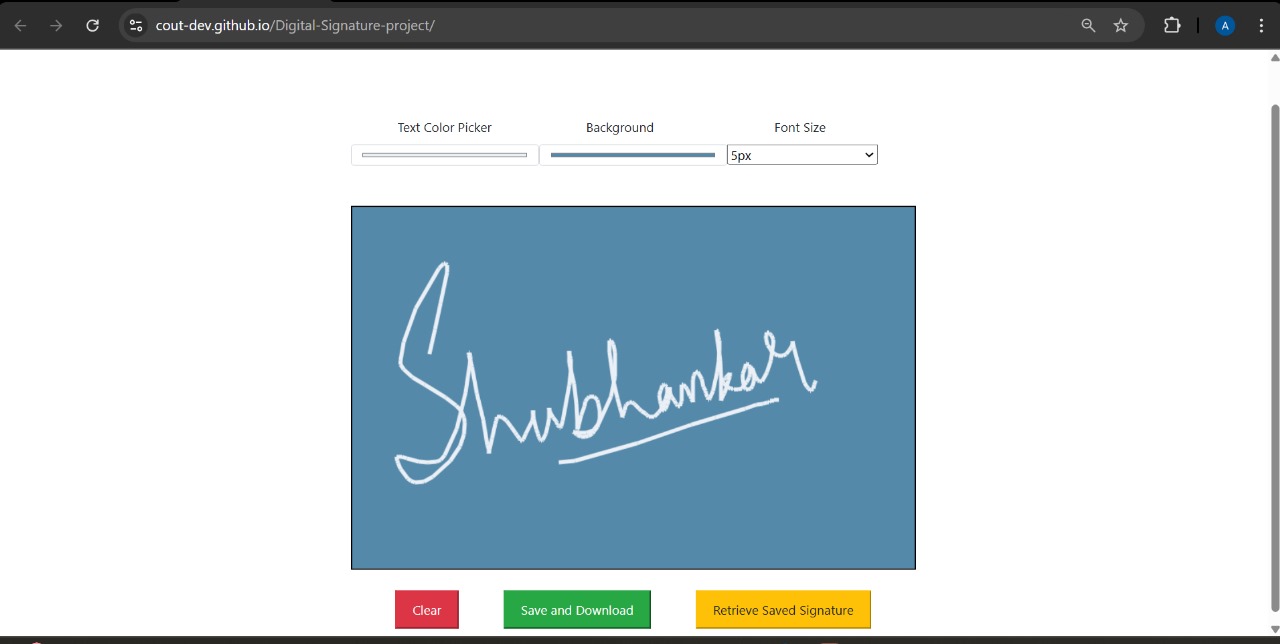 cout-dev.github.io/Digital-Signature-project/
A
Text Color Picker Background Font Size
5px
Shubhankar
Clear Save and Download Retrieve Saved Signature